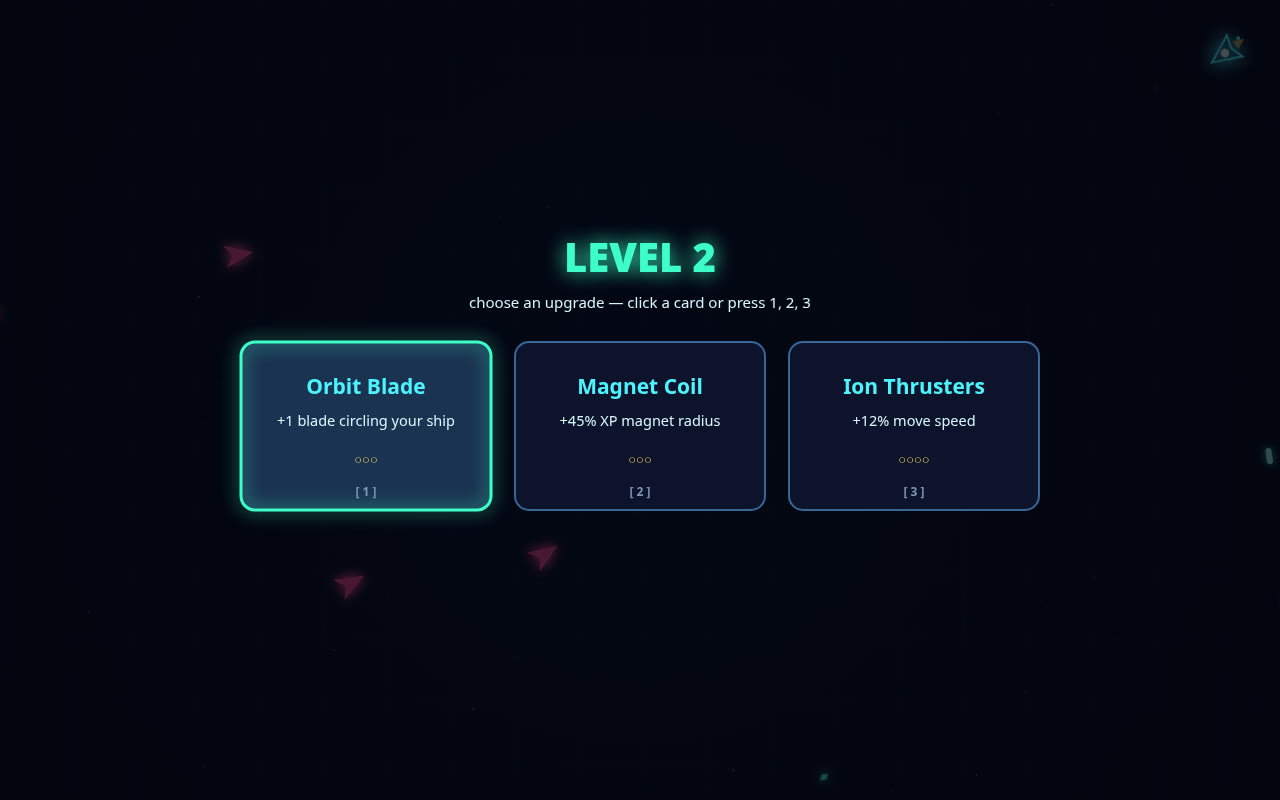 LEVEL 2
choose an upgrade — click a card or press 1, 2, 3
Orbit Blade
+1 blade circling your ship
○○○
[ 1 ]
Magnet Coil
+45% XP magnet radius
○○○
[ 2 ]
Ion Thrusters
+12% move speed
○○○○
[ 3 ]